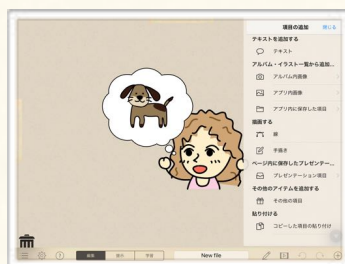 項目の追加
閉じる
テキストを追加する
テキスト
アルバム・イラスト一覧から追加...
アルバム内画像
アプリ内画像
アプリ内に保存した項目
描画する
線
手描き
ページ内に保存したプレゼンテー...
プレゼンテーション項目
その他のアイテムを追加する
その他の項目
貼り付ける
コピーした項目の貼り付け
New file